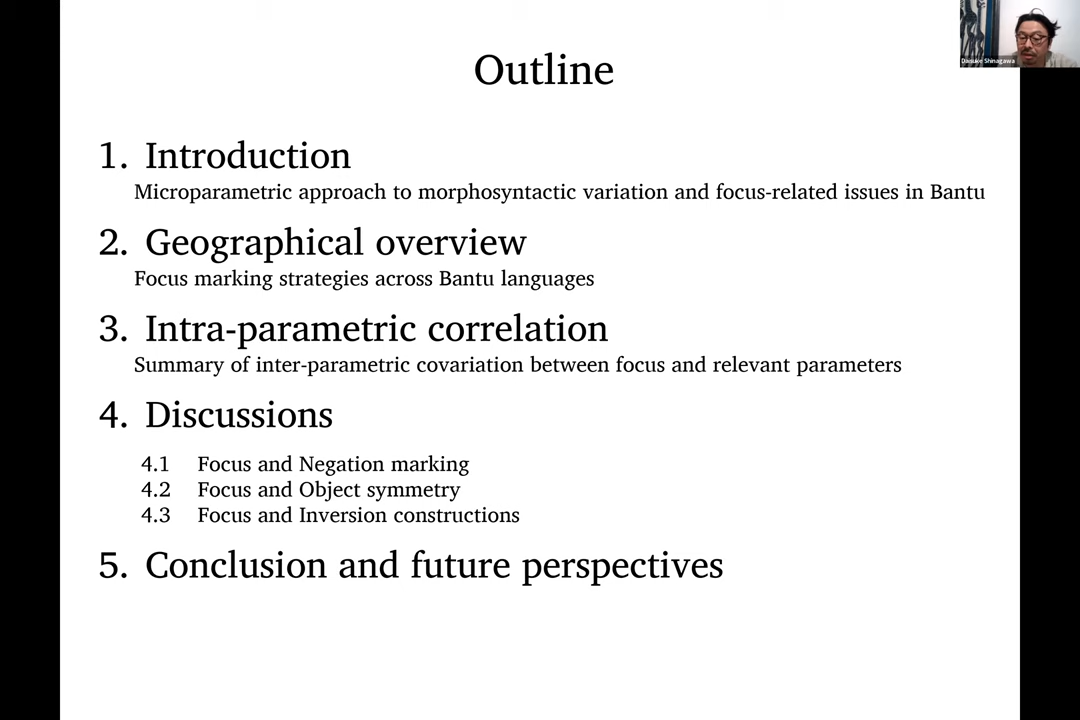 Outline
Daisuke Shinagawa
1. Introduction
Microparametric approach to morphosyntactic variation and focus-related issues in Bantu
2. Geographical overview
Focus marking strategies across Bantu languages
3. Intra-parametric correlation
Summary of inter-parametric covariation between focus and relevant parameters
4. Discussions
4.1 Focus and Negation marking
4.2 Focus and Object symmetry
4.3 Focus and Inversion constructions
5. Conclusion and future perspectives